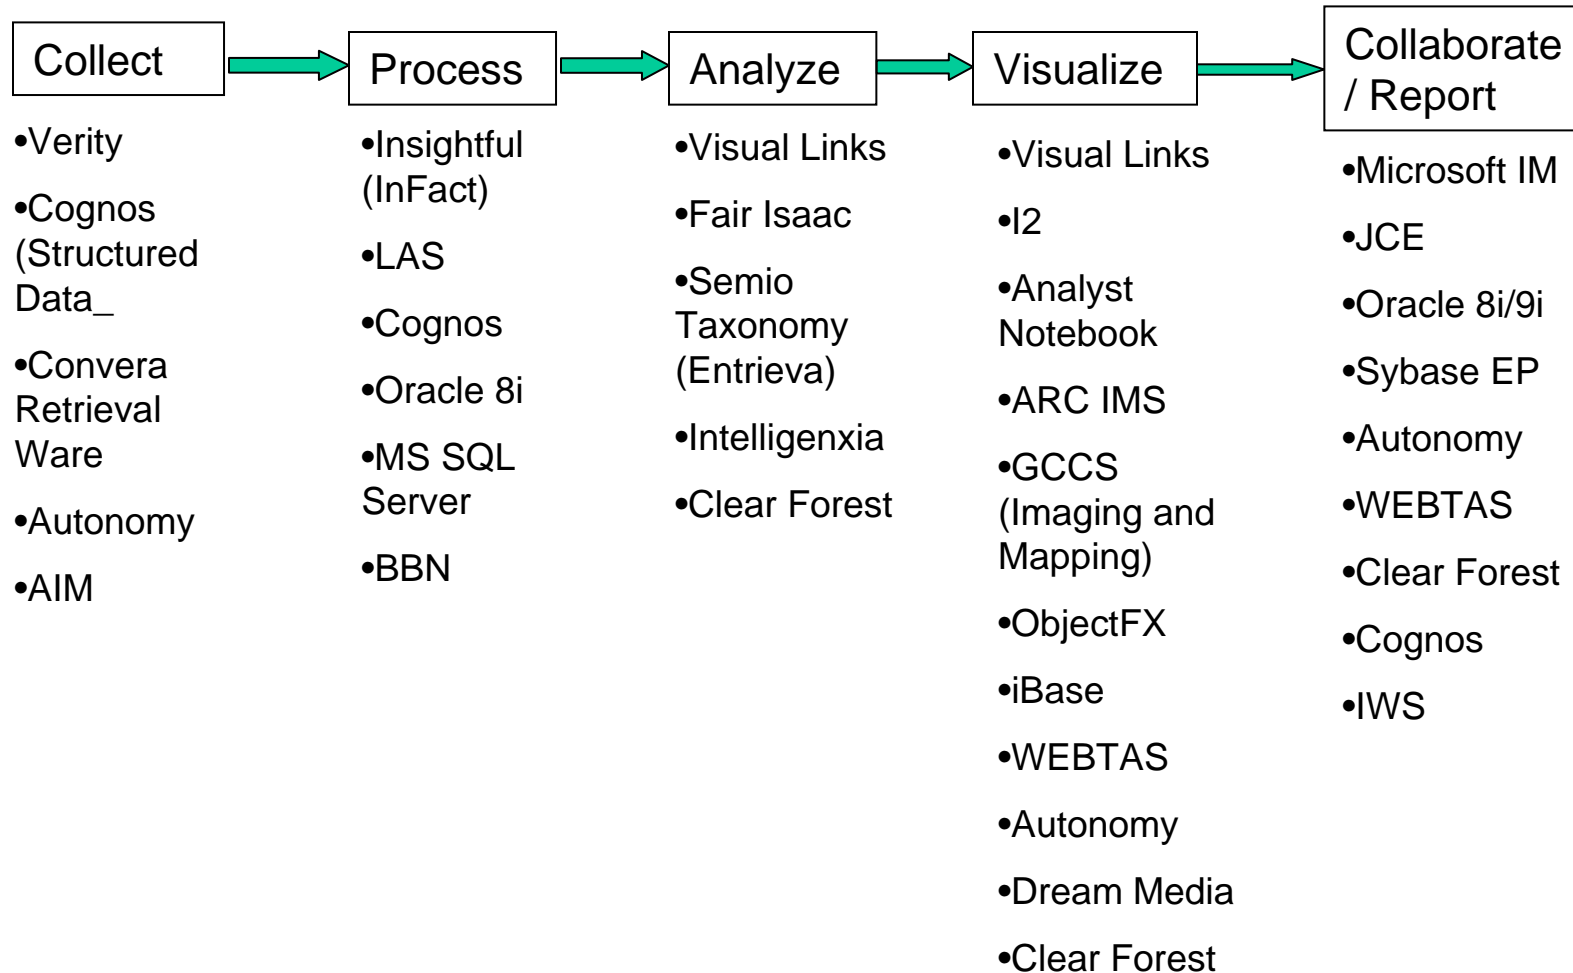 Collect
Process
Analyze
Visualize
Collaborate
/ Report
•Verity
•Cognos
(Structured
Data_
•Convera
Retrieval
Ware
•Autonomy
•AIM
•Insightful
(InFact)
•LAS
•Cognos
•Oracle 8i
•MS SQL
Server
•BBN
•Visual Links
•Fair Isaac
•Semio
Taxonomy
(Entrieva)
•Intelligenxia
•Clear Forest
•Visual Links
•I2
•Analyst
Notebook
•ARC IMS
•GCCS
(Imaging and
Mapping)
•ObjectFX
•iBase
•WEBTAS
•Autonomy
•Dream Media
•Clear Forest
•Microsoft IM
•JCE
•Oracle 8i/9i
•Sybase EP
•Autonomy
•WEBTAS
•Clear Forest
•Cognos
•IWS